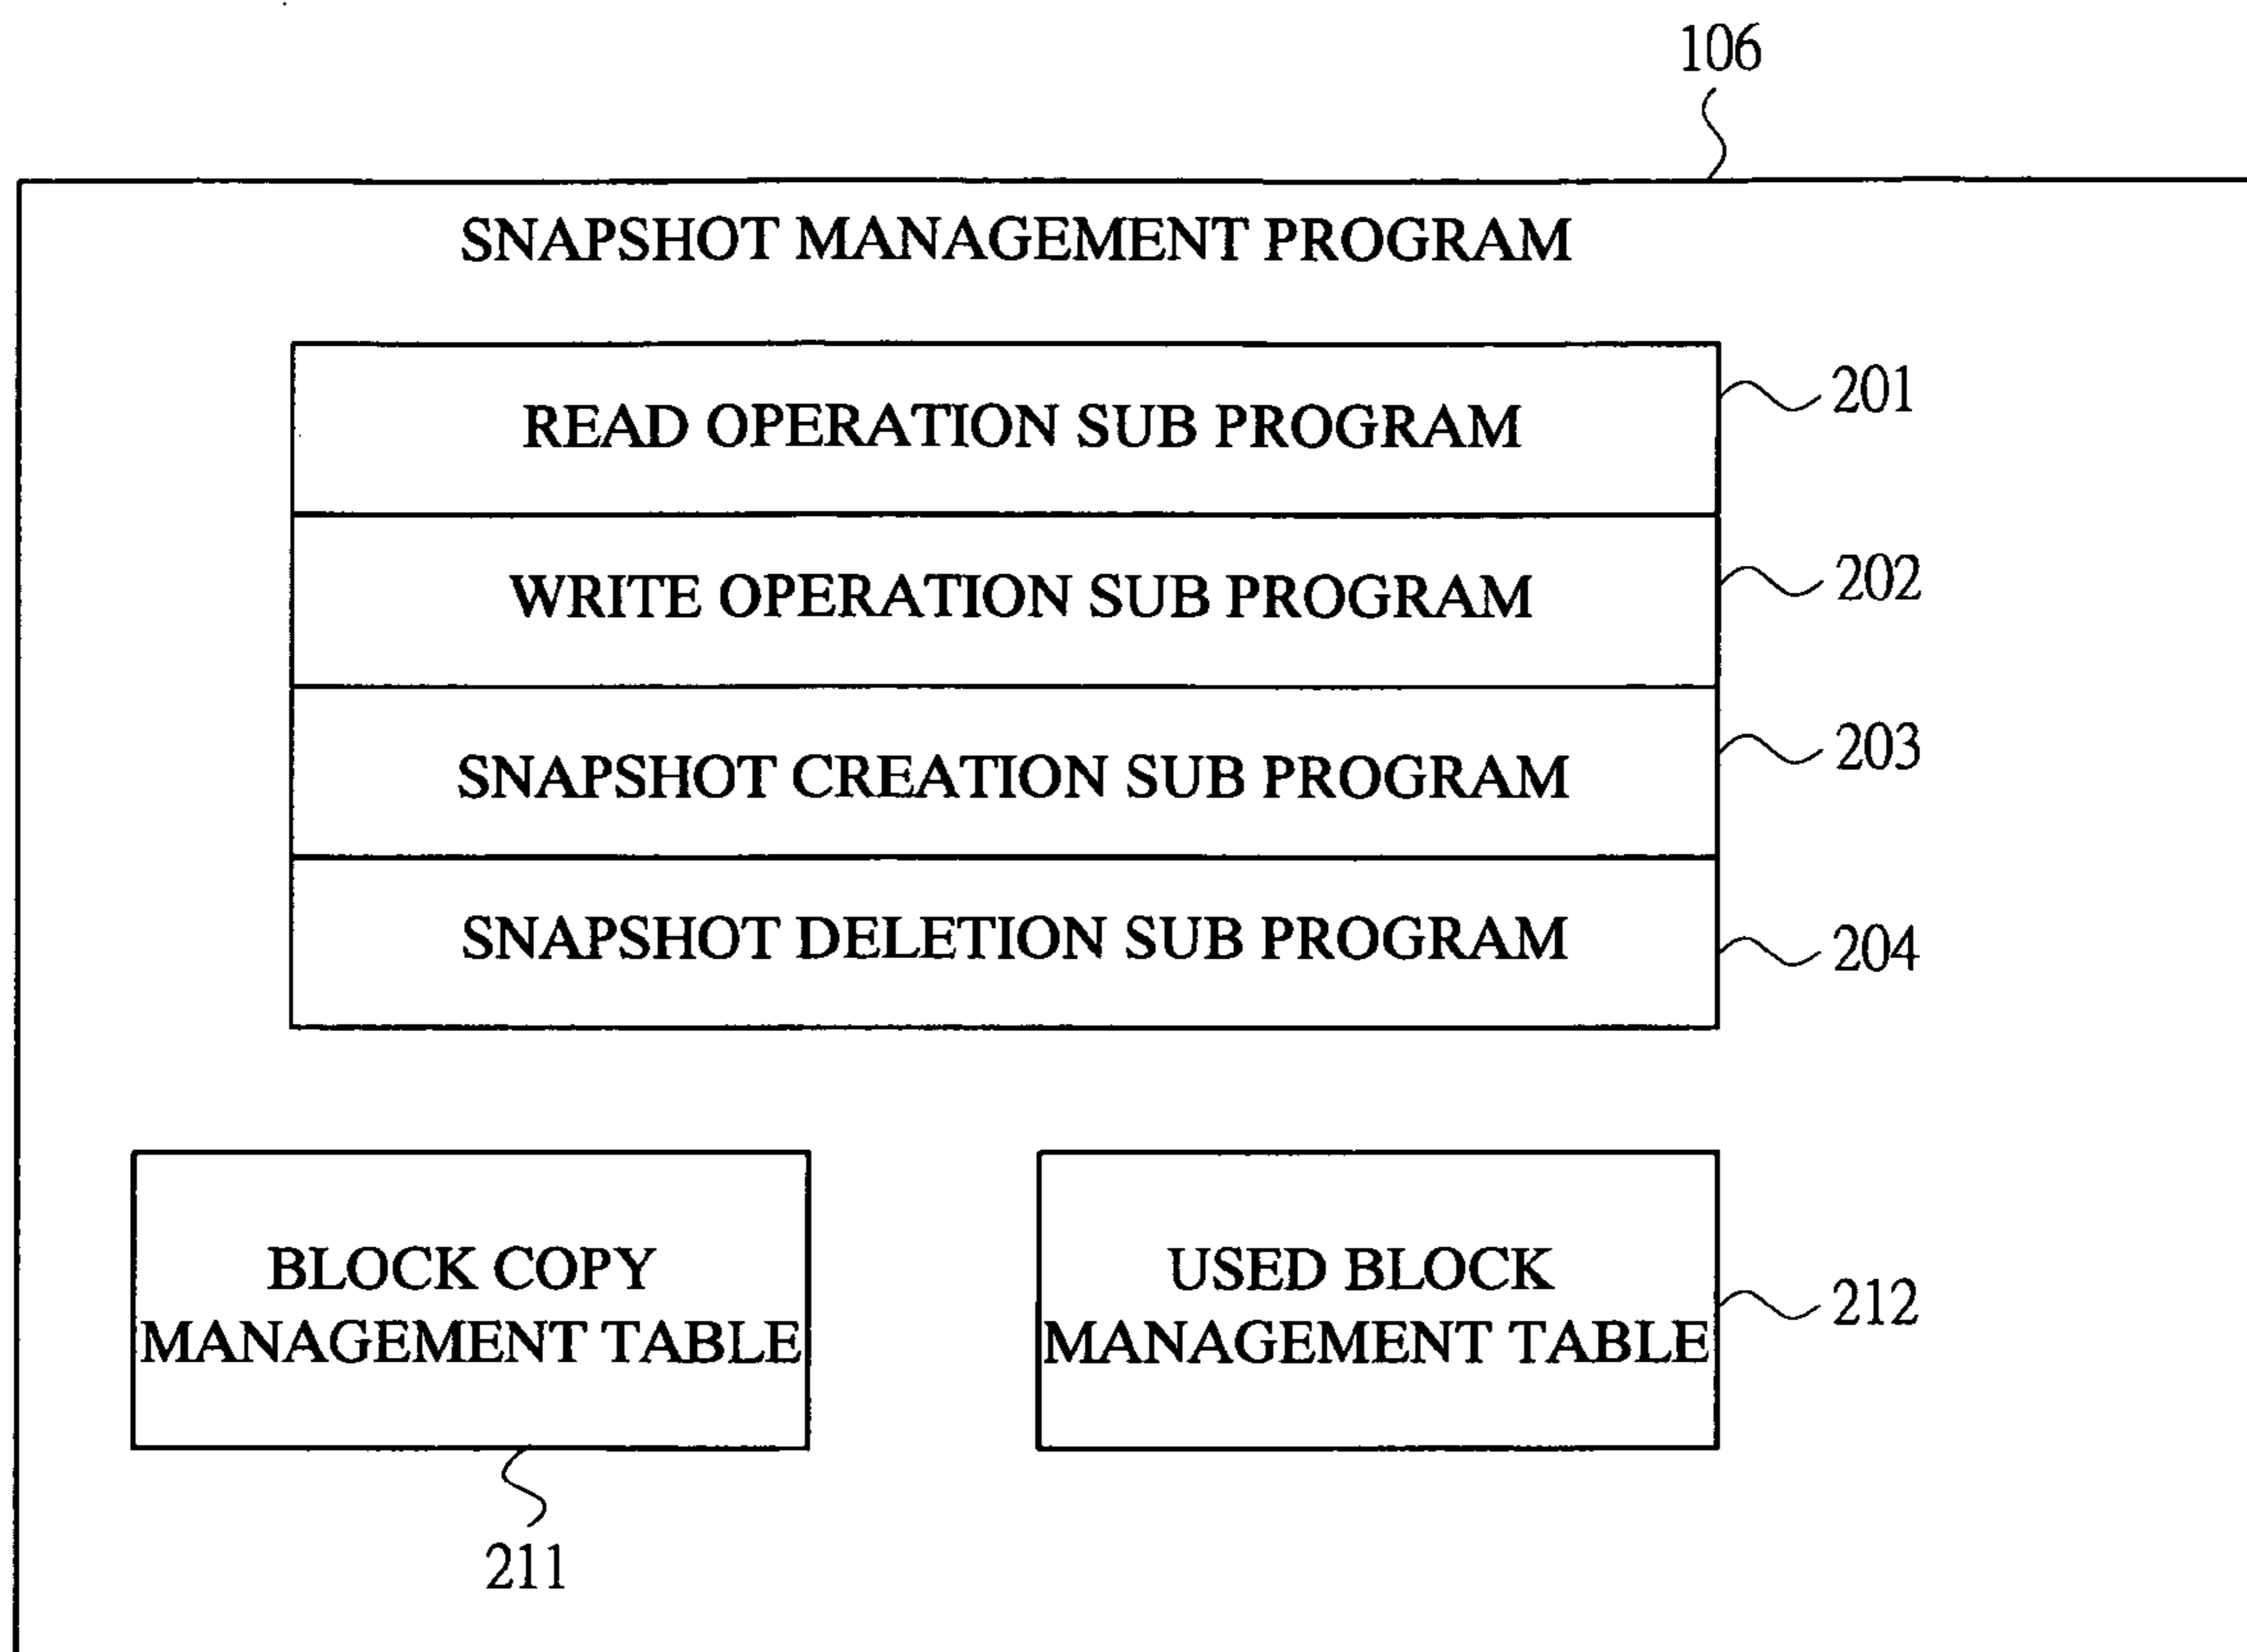 106
SNAPSHOT MANAGEMENT PROGRAM
READ OPERATION SUB PROGRAM
201
WRITE OPERATION SUB PROGRAM
202
SNAPSHOT CREATION SUB PROGRAM
203
SNAPSHOT DELETION SUB PROGRAM
204
BLOCK COPY
MANAGEMENT TABLE
211
USED BLOCK
MANAGEMENT TABLE
212